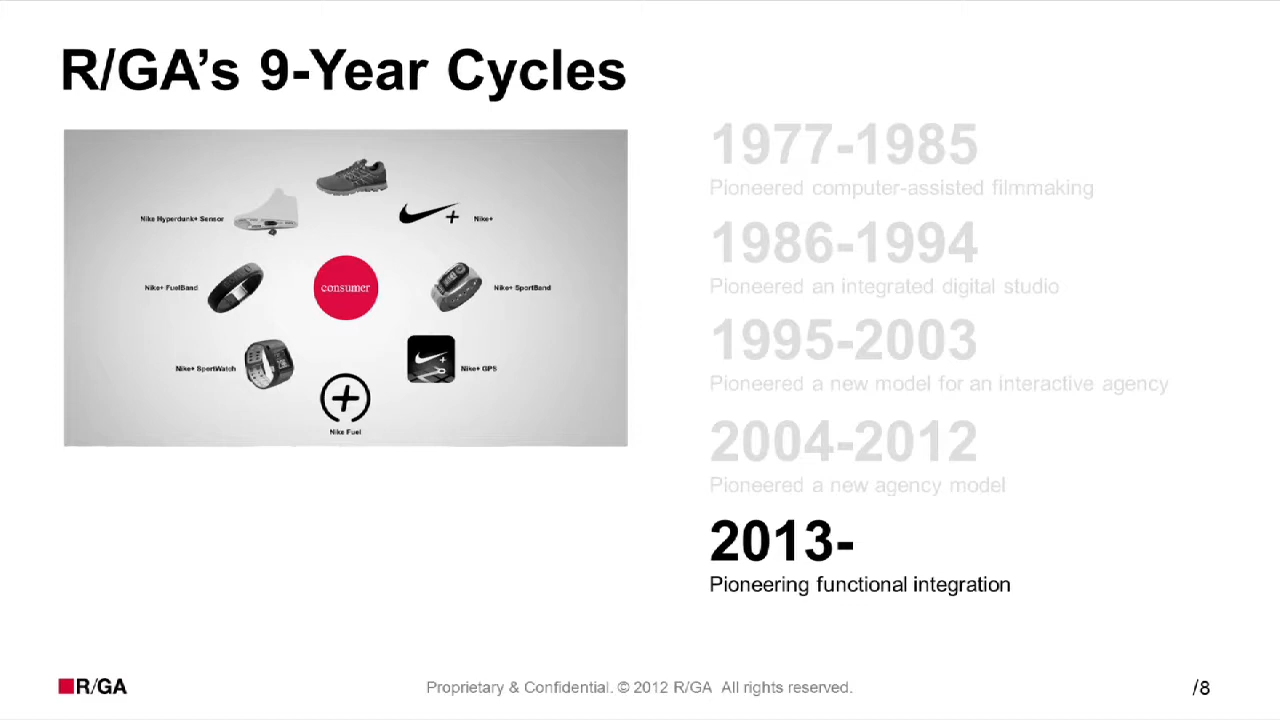 R/GA’s 9-Year Cycles
Nike Hyperdunk+ Sensor
Nike+
Nike+ FuelBand
consumer
Nike+ SportBand
Nike+ SportWatch
Nike+ GPS
Nike Fuel
1977-1985
Pioneered computer-assisted filmmaking
1986-1994
Pioneered an integrated digital studio
1995-2003
Pioneered a new model for an interactive agency
2004-2012
Pioneered a new agency model
2013-
Pioneering functional integration
R/GA
Proprietary & Confidential. © 2012 R/GA All rights reserved.
/8